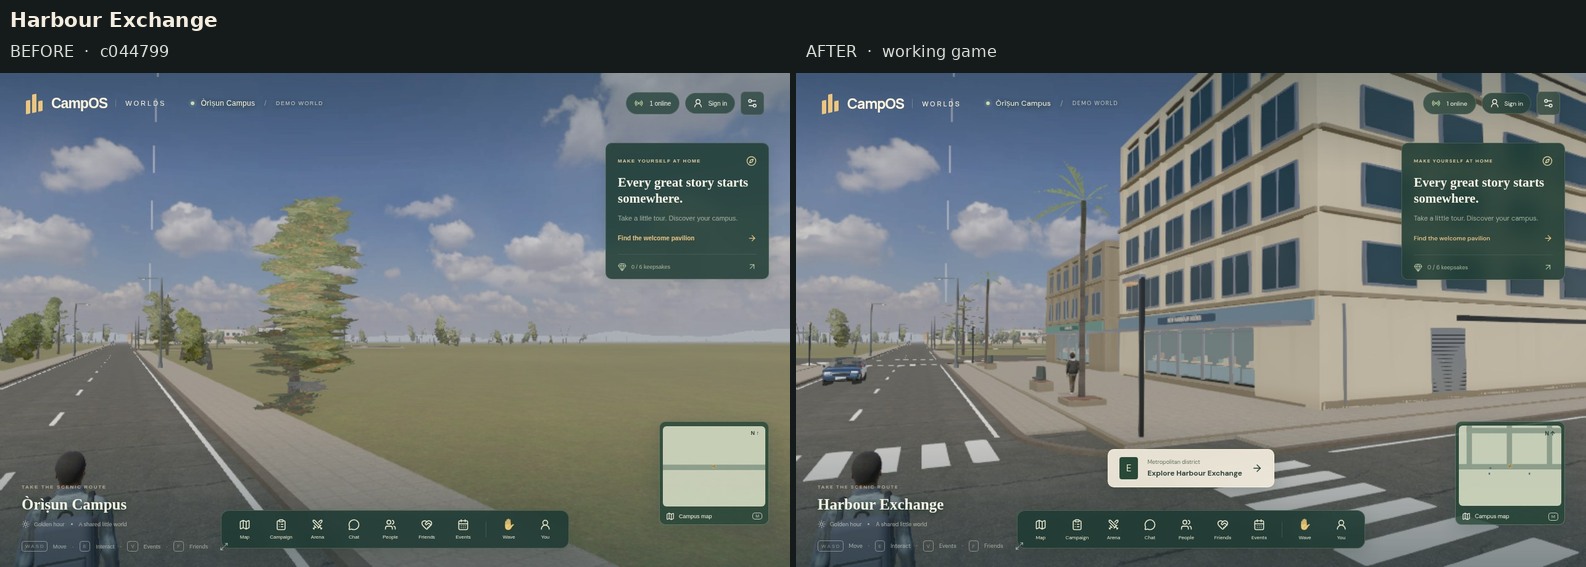 Harbour Exchange
BEFORE · c044799
AFTER · working game
CampOS WORLDS Òrìṣun Campus / DEMO WORLD
1 online
Sign in
MAKE YOURSELF AT HOME
Every great story starts
somewhere.
Take a little tour. Discover your campus.
Find the welcome pavilion
0 / 6 keepsakes
N ↑
Campus map M
TAKE THE SCENIC ROUTE
Òrìṣun Campus
Golden hour • A shared little world
WASD Move E Interact Events F Friends
Map Campaign Arena Chat People Friends Events Wave You
CampOS WORLDS Òrìṣun Campus / DEMO WORLD
1 online
Sign in
MAKE YOURSELF AT HOME
Every great story starts
somewhere.
Take a little tour. Discover your campus.
Find the welcome pavilion
0 / 6 keepsakes
E
Metropolitan district
Explore Harbour Exchange
N ↑
Campus map M
Harbour Exchange
Golden hour • A shared little world
WASD Move E Interact Events F Friends
Map Campaign Arena Chat People Friends Events Wave You